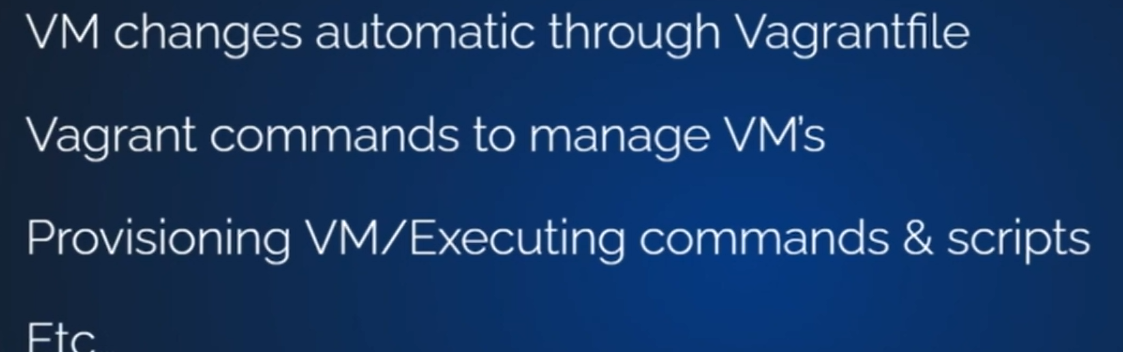 VM changes automatic through Vagrantfile
Vagrant commands to manage VM's
Provisioning VM/Executing commands & scripts
Etc..